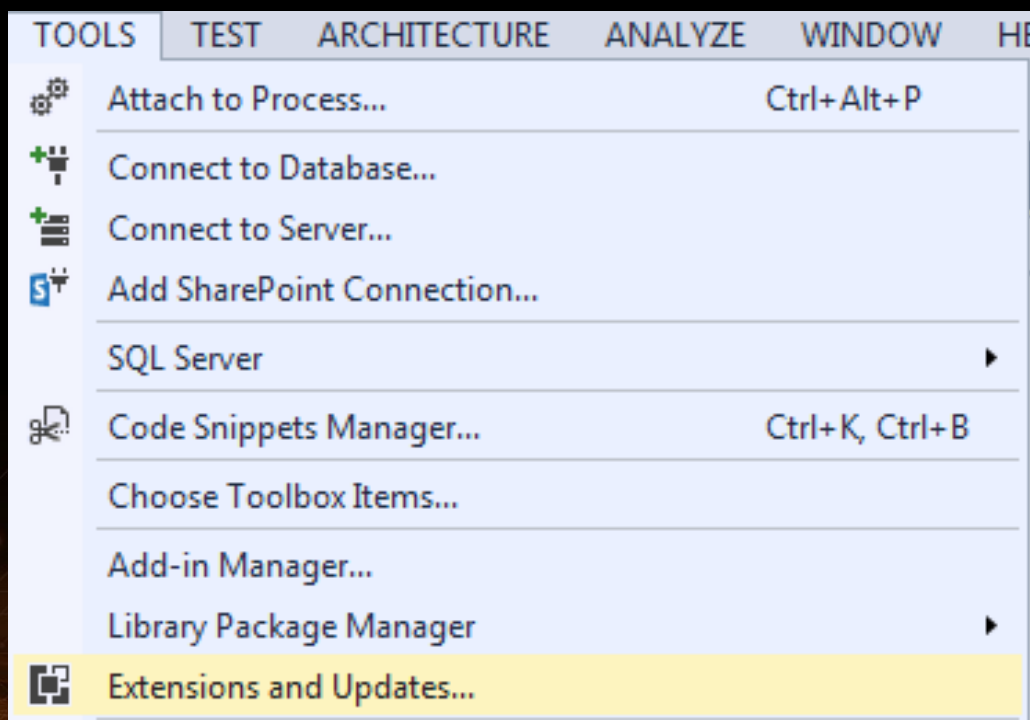 TOOLS TEST ARCHITECTURE ANALYZE WINDOW HE
Attach to Process... Ctrl+Alt+P
Connect to Database...
Connect to Server...
Add SharePoint Connection...
SQL Server
Code Snippets Manager... Ctrl+K, Ctrl+B
Choose Toolbox Items...
Add-in Manager...
Library Package Manager
Extensions and Updates...